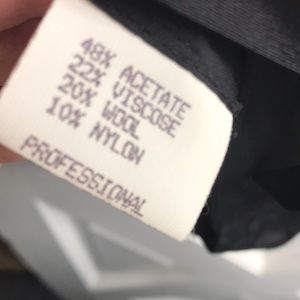 48% ACETATE
22% VISCOSE
20% WOOL
10% NYLON
PROFESSIONAL